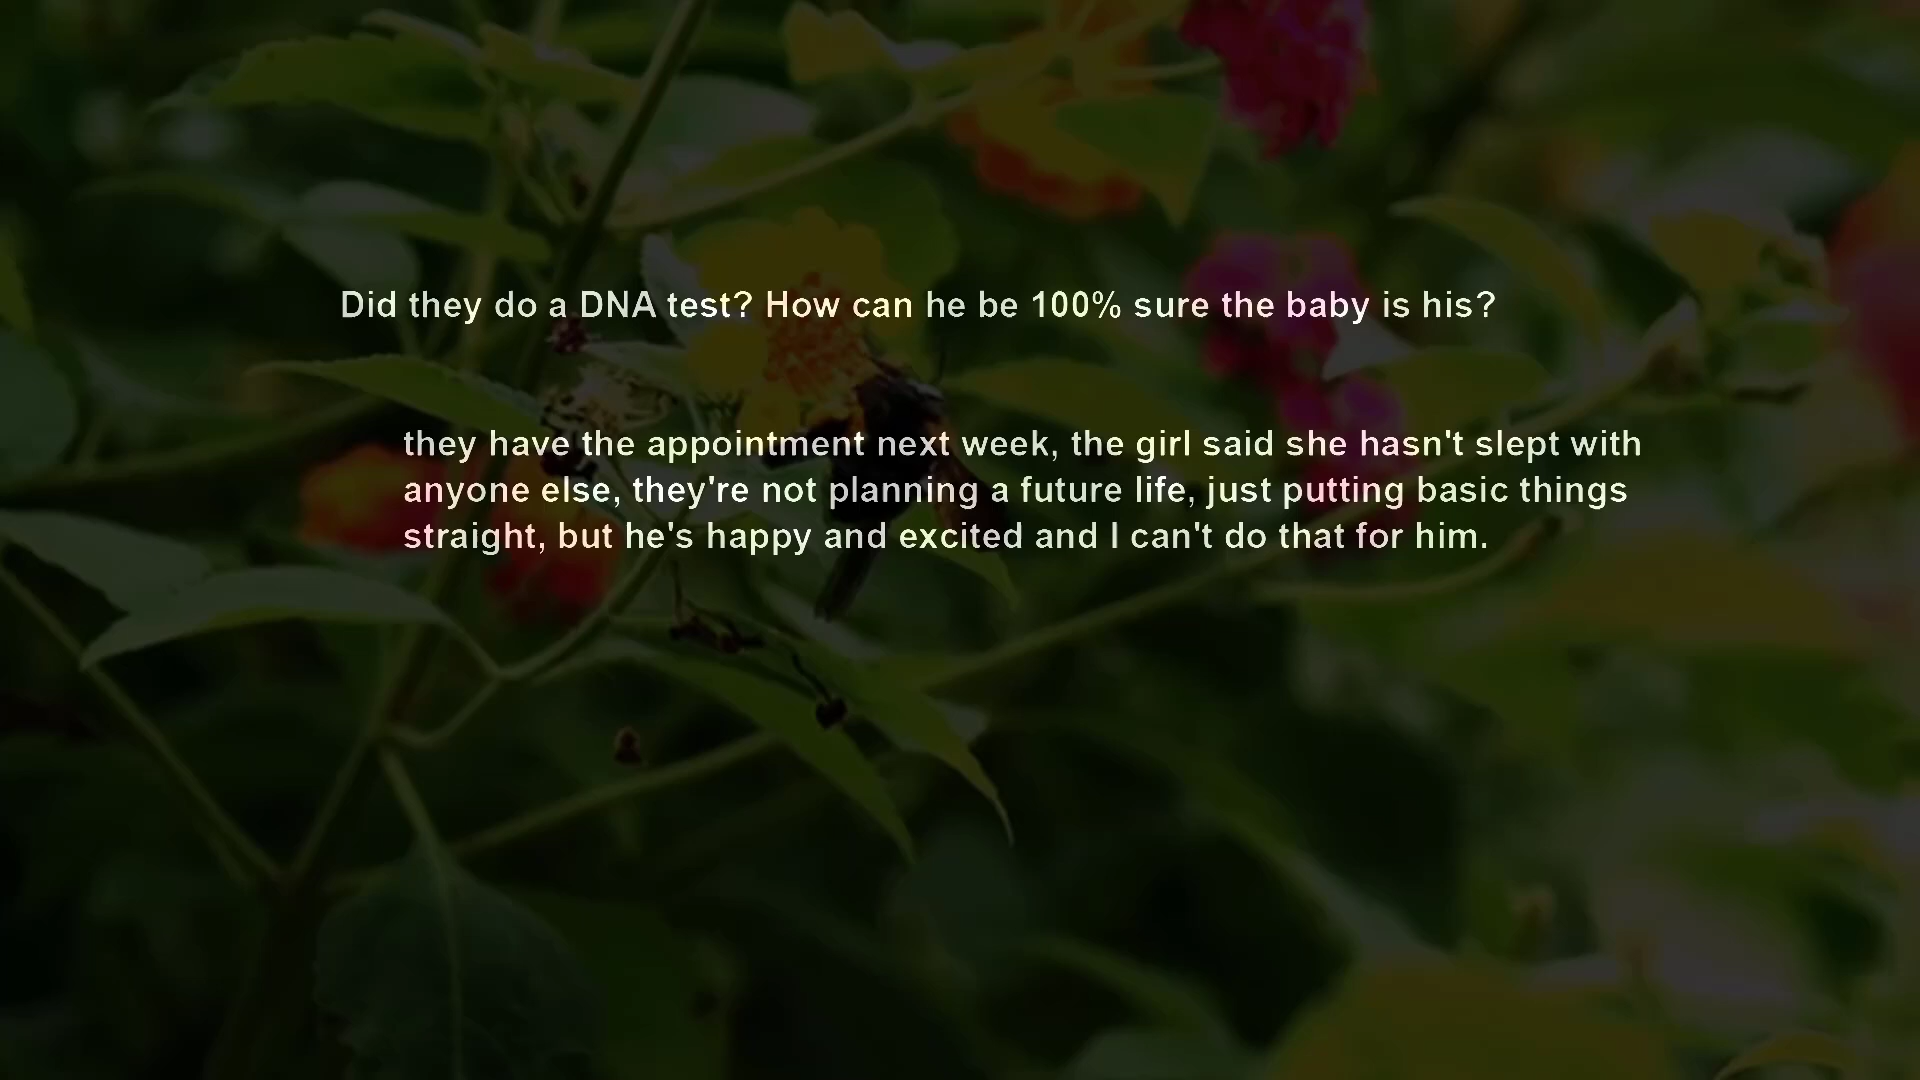 Did they do a DNA test? How can he be 100% sure the baby is his?
they have the appointment next week, the girl said she hasn't slept with
anyone else, they're not planning a future life, just putting basic things
straight, but he's happy and excited and I can't do that for him.